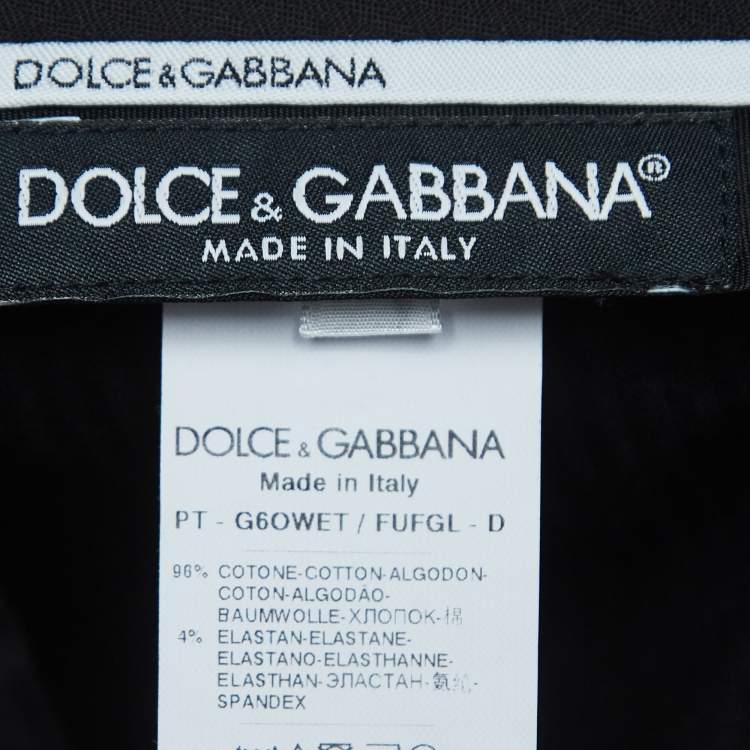 DOLCE&GABBANA
DOLCE & GABBANA®
MADE IN ITALY
DOLCE & GABBANA
Made in Italy
PT - G6OWET / FUFGL - D
96% COTONE-COTTON-ALGODON-
COTON-ALGODÃO-
BAUMWOLLE-ХЛОПОК-棉
4% ELASTAN-ELASTANE-
ELASTANO-ELASTHANNE-
ELASTHAN-ЭЛАСТАН-氨纶-
SPANDEX